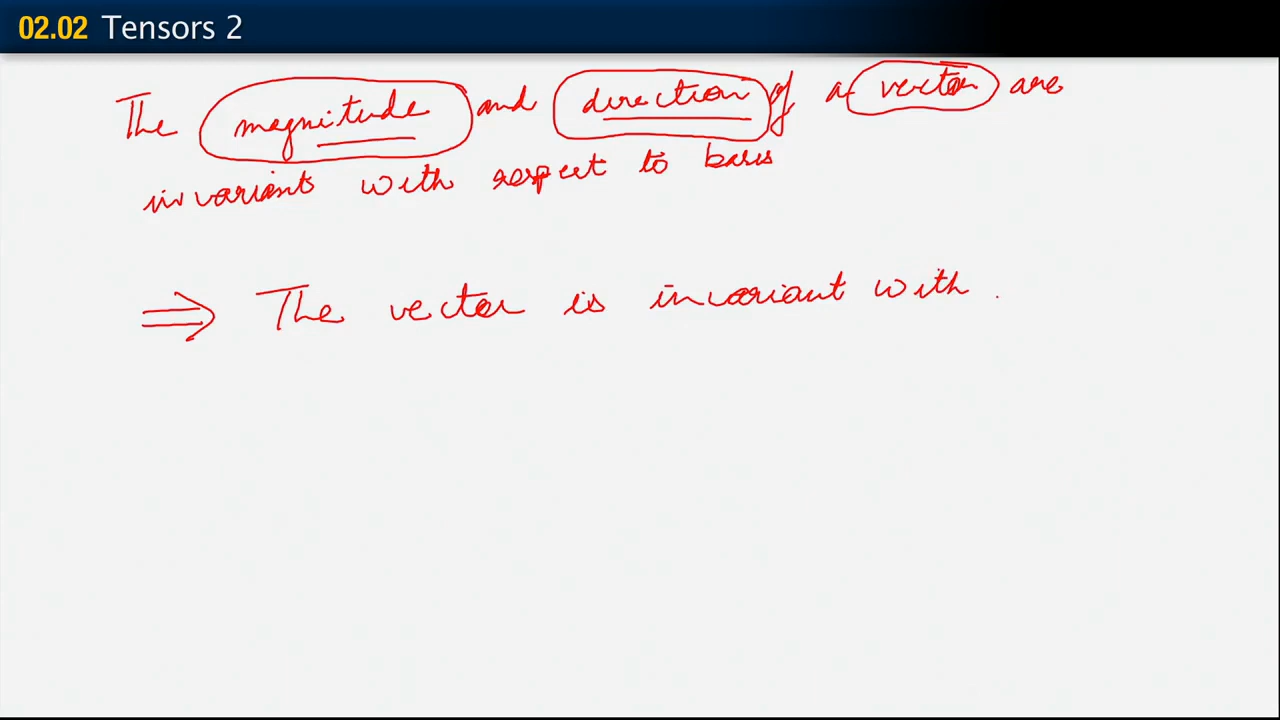 02.02 Tensors 2
The magnitude and direction of a vector are
invariant with respect to basis
⇒ The vector is invariant with